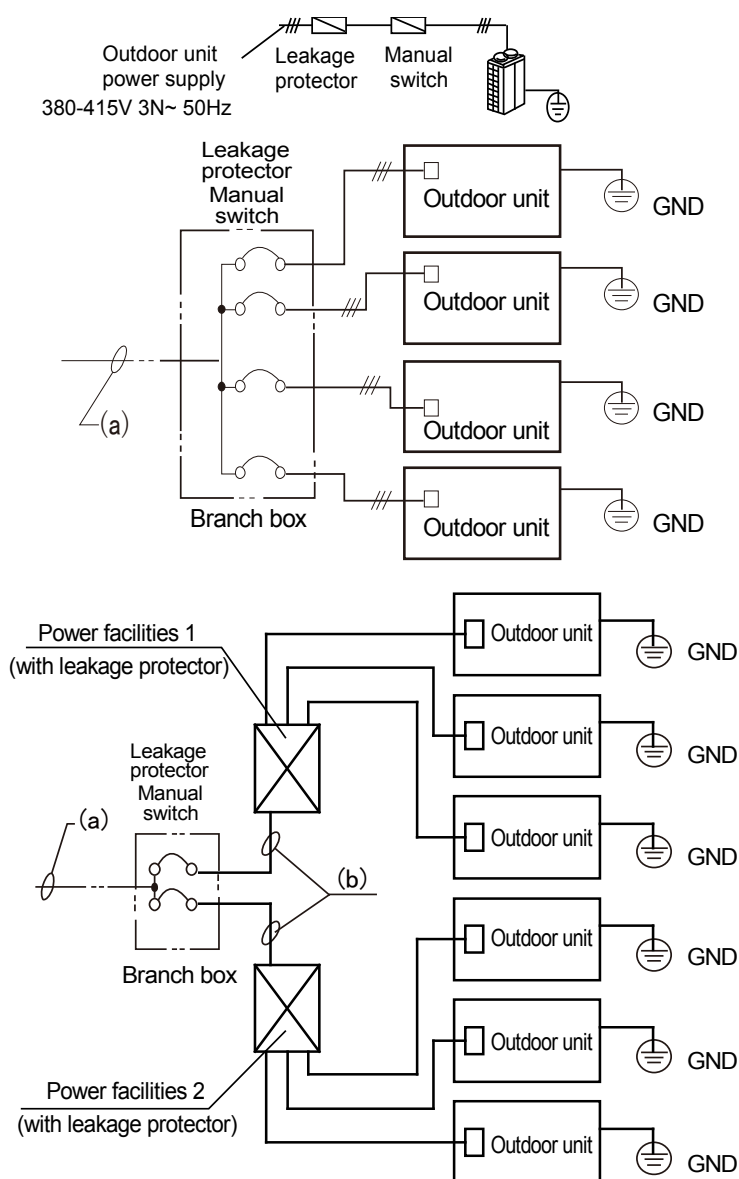 Outdoor unit
power supply
380-415V 3N~ 50Hz
Leakage
protector
Manual
switch
Leakage
protector
Manual
switch
Outdoor unit
GND
Outdoor unit
GND
(a)
Outdoor unit
GND
Branch box
Outdoor unit
GND
Power facilities 1
(with leakage protector)
Outdoor unit
GND
Outdoor unit
GND
Leakage
protector
Manual
switch
(a)
Outdoor unit
GND
(b)
Branch box
Outdoor unit
GND
Outdoor unit
GND
Power facilities 2
(with leakage protector)
Outdoor unit
GND